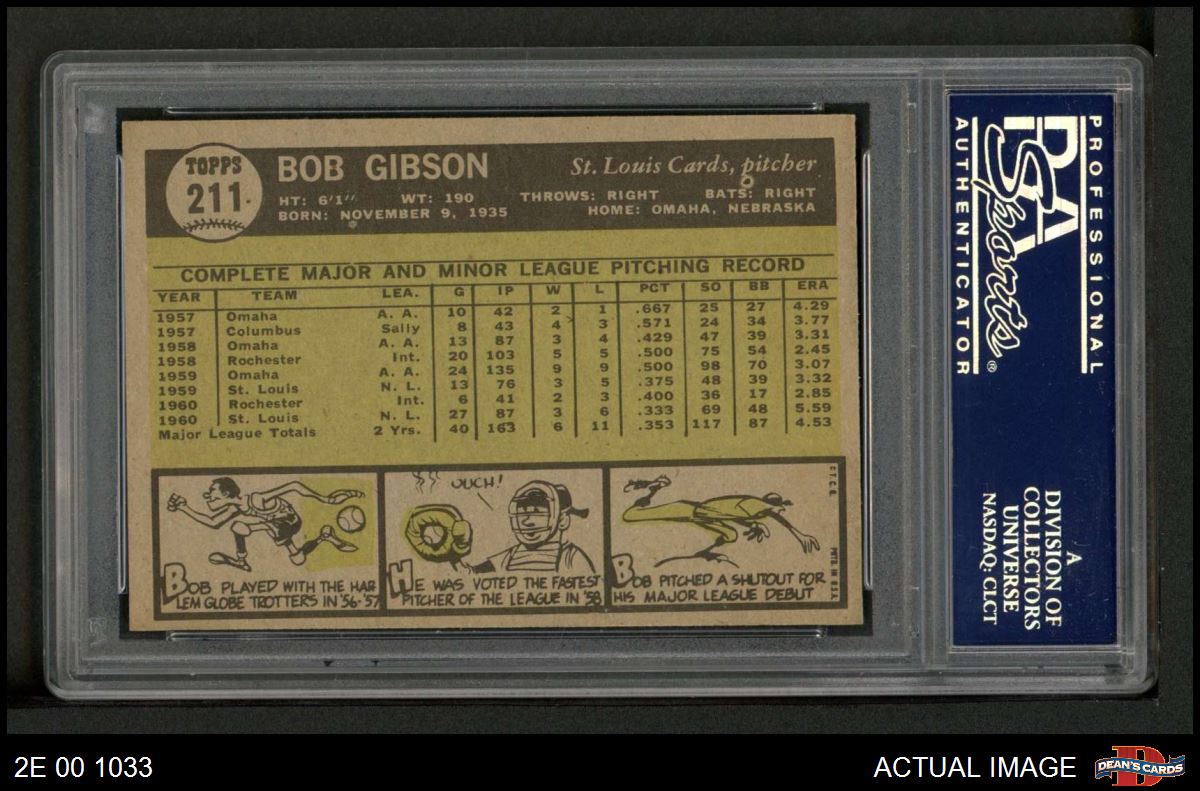 TOPPS
211.
BOB GIBSON
St. Louis Cards, pitcher
HT: 6'1" WT: 190 THROWS: RIGHT BATS: RIGHT
BORN: NOVEMBER 9, 1935 HOME: OMAHA, NEBRASKA
COMPLETE MAJOR AND MINOR LEAGUE PITCHING RECORD
YEAR TEAM LEA. G IP W L PCT SO BB ERA
1957 Omaha A. A. 10 42 2 1 .667 25 27 4.29
1957 Columbus Sally 8 43 4 3 .571 24 34 3.77
1958 Omaha A. A. 13 87 3 4 .429 47 39 3.31
1958 Rochester Int. 20 103 5 5 .500 75 54 2.45
1959 Omaha A. A. 24 135 9 9 .500 98 70 3.07
1959 St. Louis N. L. 13 76 3 5 .375 48 39 3.32
1960 Rochester Int. 6 41 2 3 .400 36 17 2.85
1960 St. Louis N. L. 27 87 3 6 .333 69 48 5.59
Major League Totals 2 Yrs. 40 163 6 11 .353 117 87 4.53
BOB PLAYED WITH THE HAR
LEM GLOBE TROTTERS IN '56-'57
OUCH!
HE WAS VOTED THE FASTEST
PITCHER OF THE LEAGUE IN '58
BOB PITCHED A SHUTOUT FOR
HIS MAJOR LEAGUE DEBUT
© T.C.G.
PRTD. IN U.S.A.
PROFESSIONAL
PSA
Sports®
AUTHENTICATOR
A
DIVISION OF
COLLECTORS
UNIVERSE
NASDAQ: CLCT
2E 00 1033
ACTUAL IMAGE
D
DEAN'S CARDS